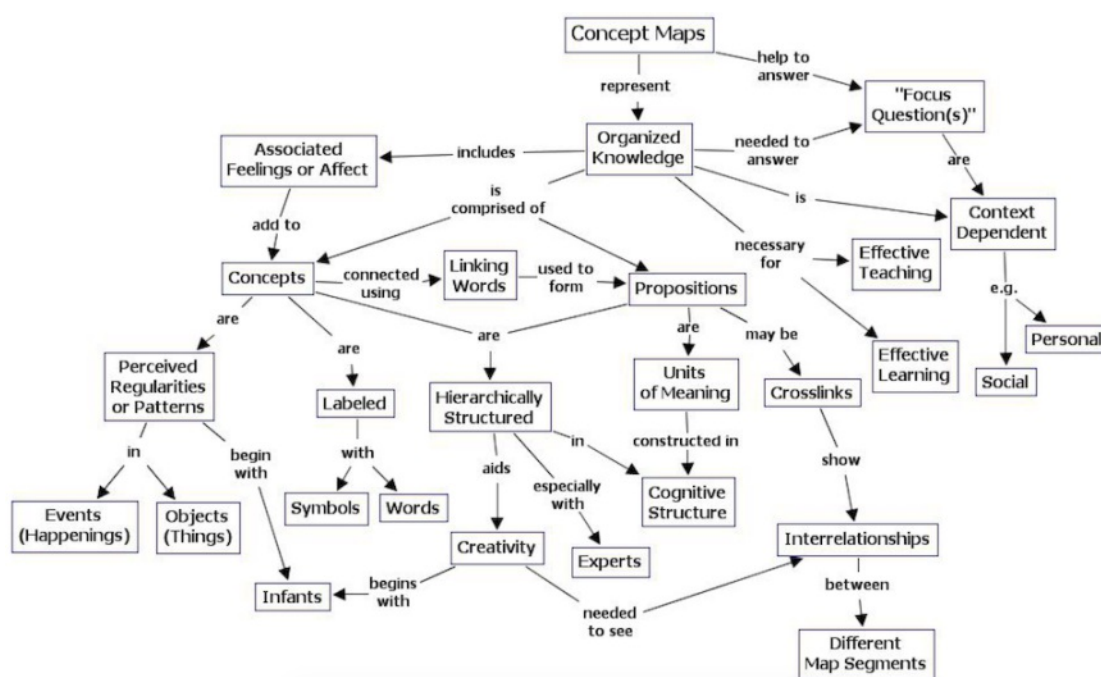 Concept Maps
help to
answer
represent
"Focus
Question(s)"
Organized
Knowledge
needed to
answer
Associated
Feelings or Affect
includes
are
is
comprised of
is
Context
Dependent
add to
necessary
for
Effective
Teaching
Concepts
connected
using
Linking
Words
used to
form
Propositions
e.g.
are
are
are
are
may be
Personal
Perceived
Regularities
or Patterns
Labeled
Hierarchically
Structured
Units
of Meaning
Crosslinks
Effective
Learning
Social
in
begin
with
with
aids
in
especially
with
constructed in
show
Events
(Happenings)
Objects
(Things)
Symbols
Words
Cognitive
Structure
Creativity
Experts
Interrelationships
Infants
begins
with
needed
to see
between
Different
Map Segments